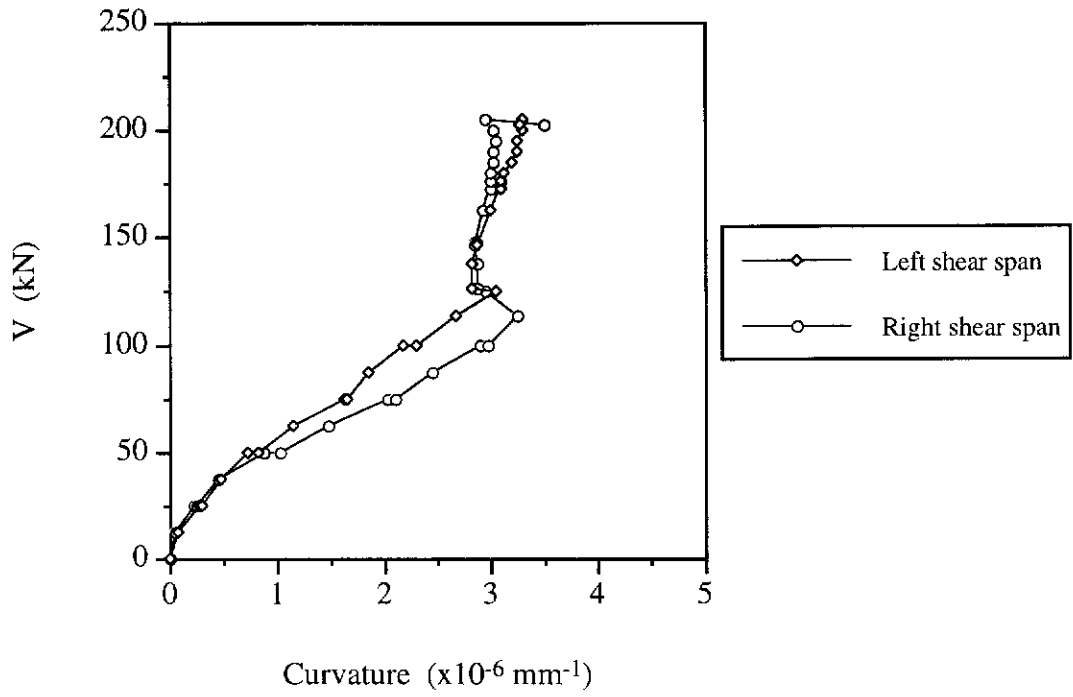 250
200
150
100
50
0
V (kN)
0 1 2 3 4 5
Curvature (x10⁻⁶ mm⁻¹)
Left shear span
Right shear span